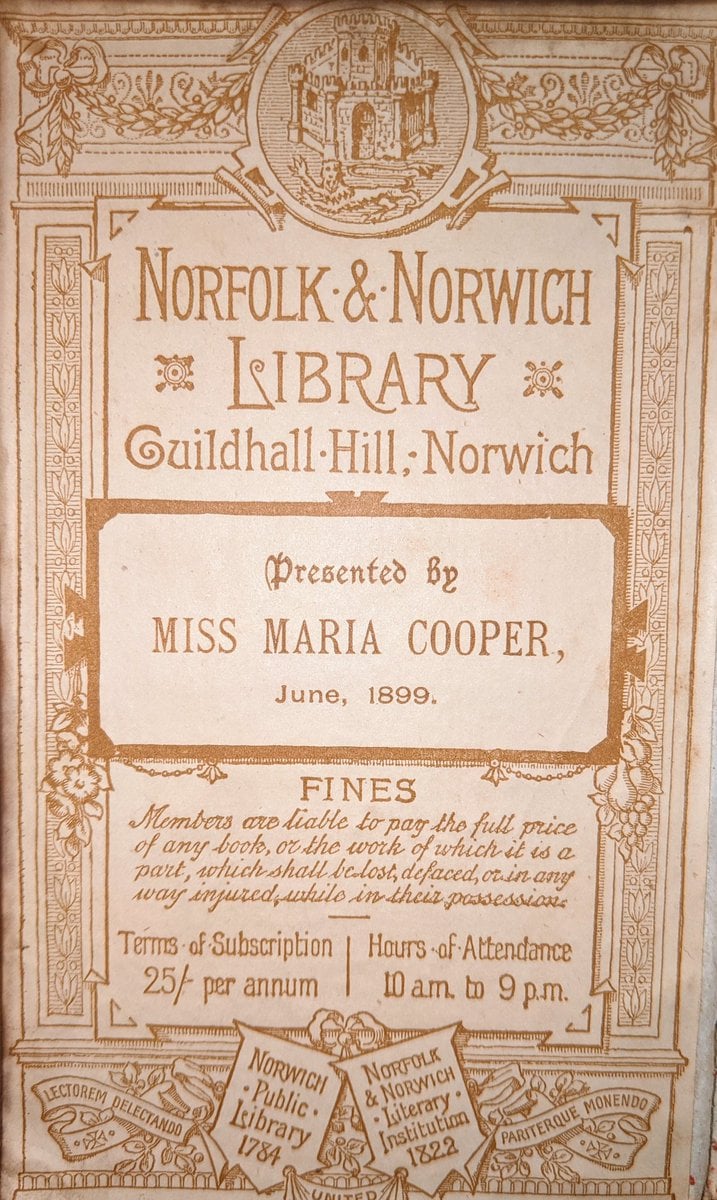 NORFOLK·&·NORWICH
LIBRARY
Guildhall·Hill,·Norwich
Presented by
MISS MARIA COOPER,
June, 1899.
FINES
Members are liable to pay the full price
of any book, or the work of which it is a
part, which shall be lost, defaced, or in any
way injured, while in their possession.
Terms·of·Subscription
25/- per annum
Hours·of·Attendance
10 a.m. to 9 p.m.
LECTOREM DELECTANDO
NORWICH
·Public·
Library
1784
NORFOLK
& NORWICH
·Literary·
Institution
1822
PARITERQUE MONENDO
UNITED